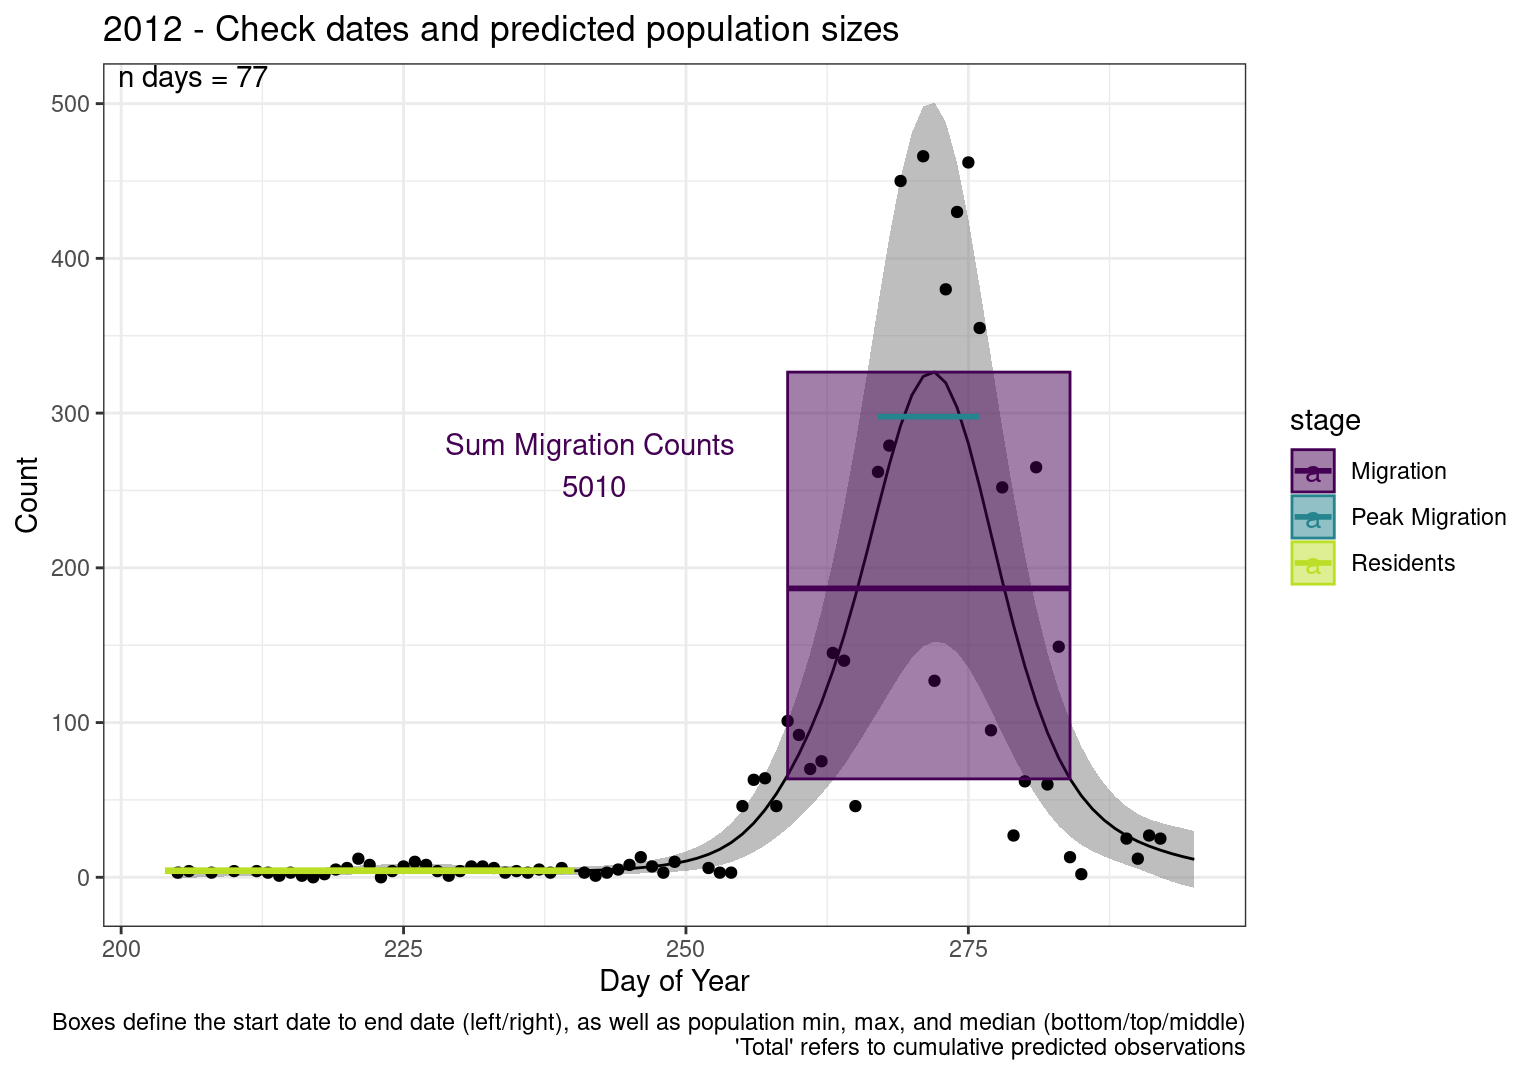 2012 - Check dates and predicted population sizes
n days = 77
500
400
300
200
100
0
Count
Sum Migration Counts
5010
200
225
250
275
Day of Year
stage
a Migration
a Peak Migration
a Residents
Boxes define the start date to end date (left/right), as well as population min, max, and median (bottom/top/middle)
'Total' refers to cumulative predicted observations